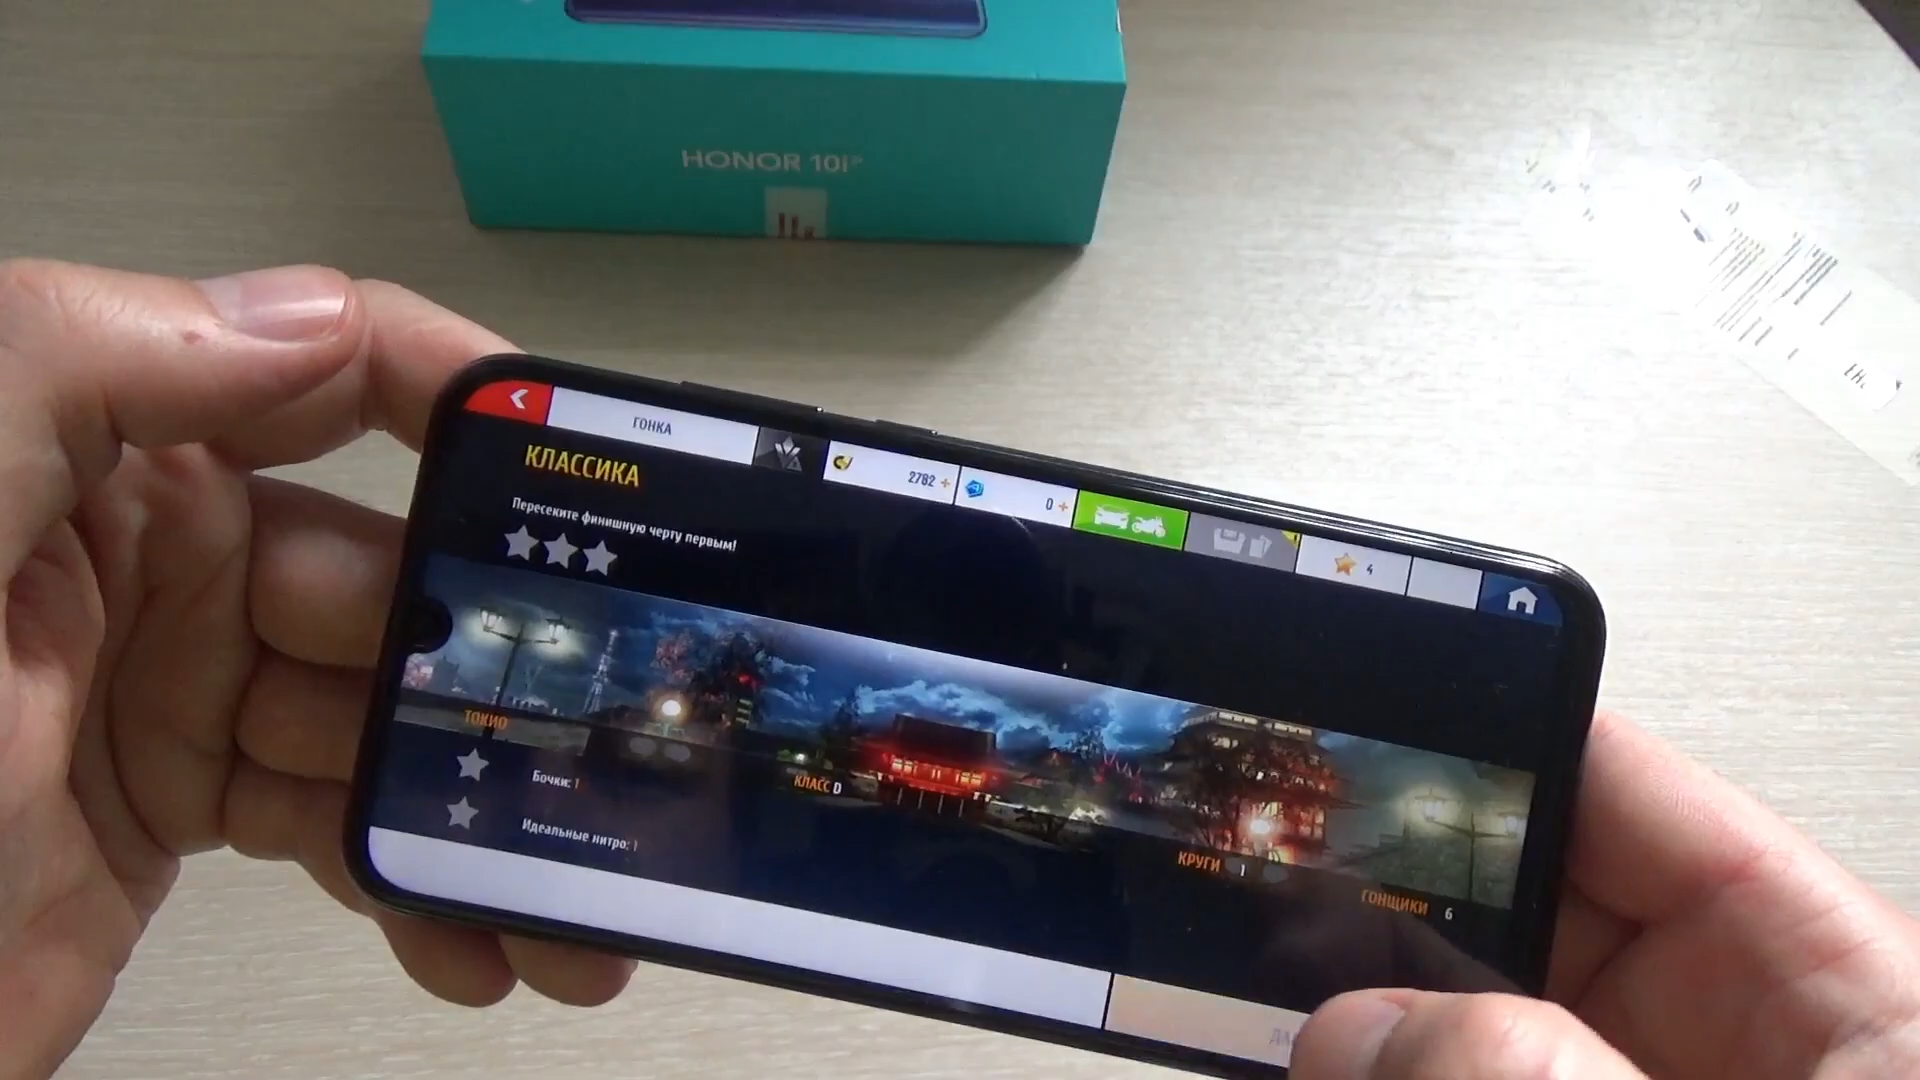 HONOR 10i
ГОНКА
2782 +
0 +
4
КЛАССИКА
Пересеките финишную черту первым!
ТОКИО
Бочки: 1
КЛАСС D
Идеальные нитро: 1
КРУГИ 1
ГОНЩИКИ 6